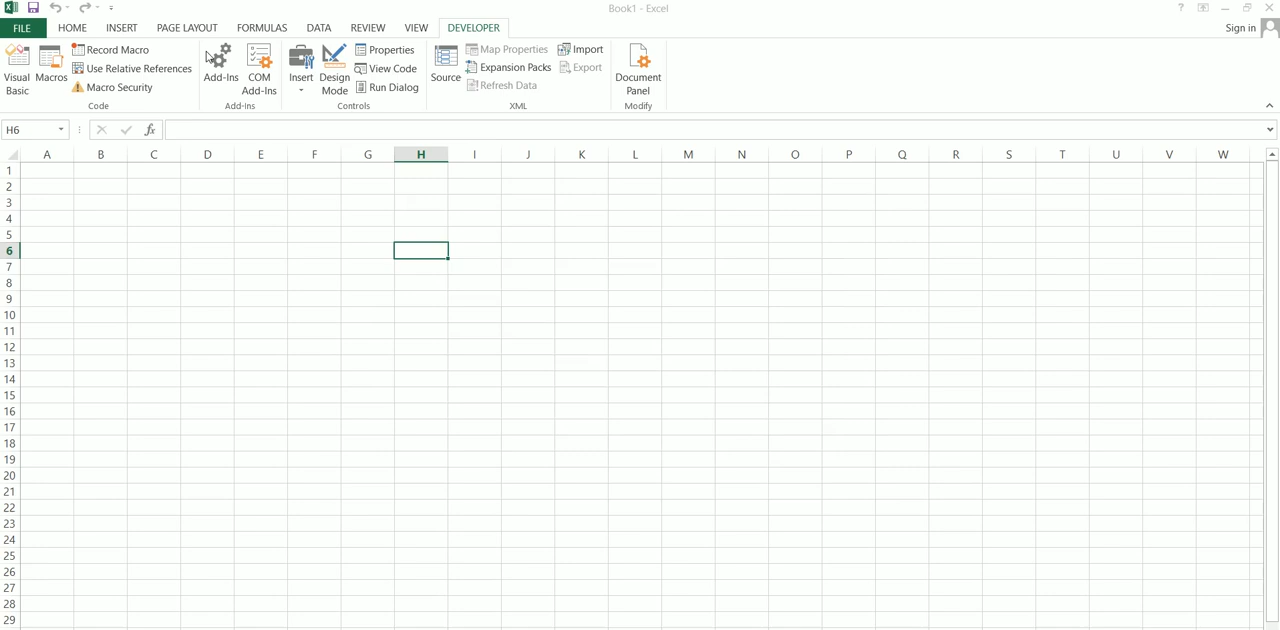 Book1 - Excel
?
FILE HOME INSERT PAGE LAYOUT FORMULAS DATA REVIEW VIEW DEVELOPER Sign in
Visual Basic
Macros
Record Macro
Use Relative References
Macro Security
Code
Add-Ins
COM Add-Ins
Add-Ins
Insert
Design Mode
Properties
View Code
Run Dialog
Controls
Source
Map Properties
Expansion Packs
Refresh Data
Import
Export
XML
Document Panel
Modify
H6 fx
A B C D E F G H I J K L M N O P Q R S T U V W
1
2
3
4
5
6
7
8
9
10
11
12
13
14
15
16
17
18
19
20
21
22
23
24
25
26
27
28
29